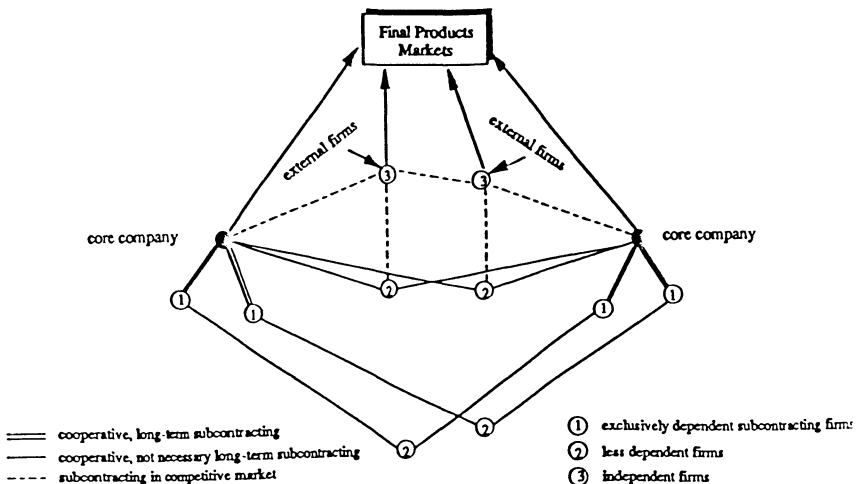 Final Products
Markets
external firms
external firms
3
3
core company
core company
1
1
2
2
1
1
2
2
cooperative, long-term subcontracting
cooperative, not necessary long-term subcontracting
subcontracting in competitive market
1 exclusively dependent subcontracting firms
2 less dependent firms
3 independent firms